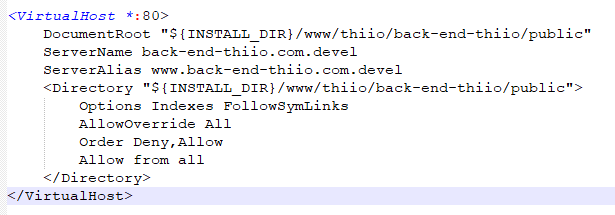 <VirtualHost *:80>
    DocumentRoot "${INSTALL_DIR}/www/thiio/back-end-thiio/public"
    ServerName back-end-thiio.com.devel
    ServerAlias www.back-end-thiio.com.devel
    <Directory "${INSTALL_DIR}/www/thiio/back-end-thiio/public">
        Options Indexes FollowSymLinks
        AllowOverride All
        Order Deny,Allow
        Allow from all
    </Directory>
</VirtualHost>